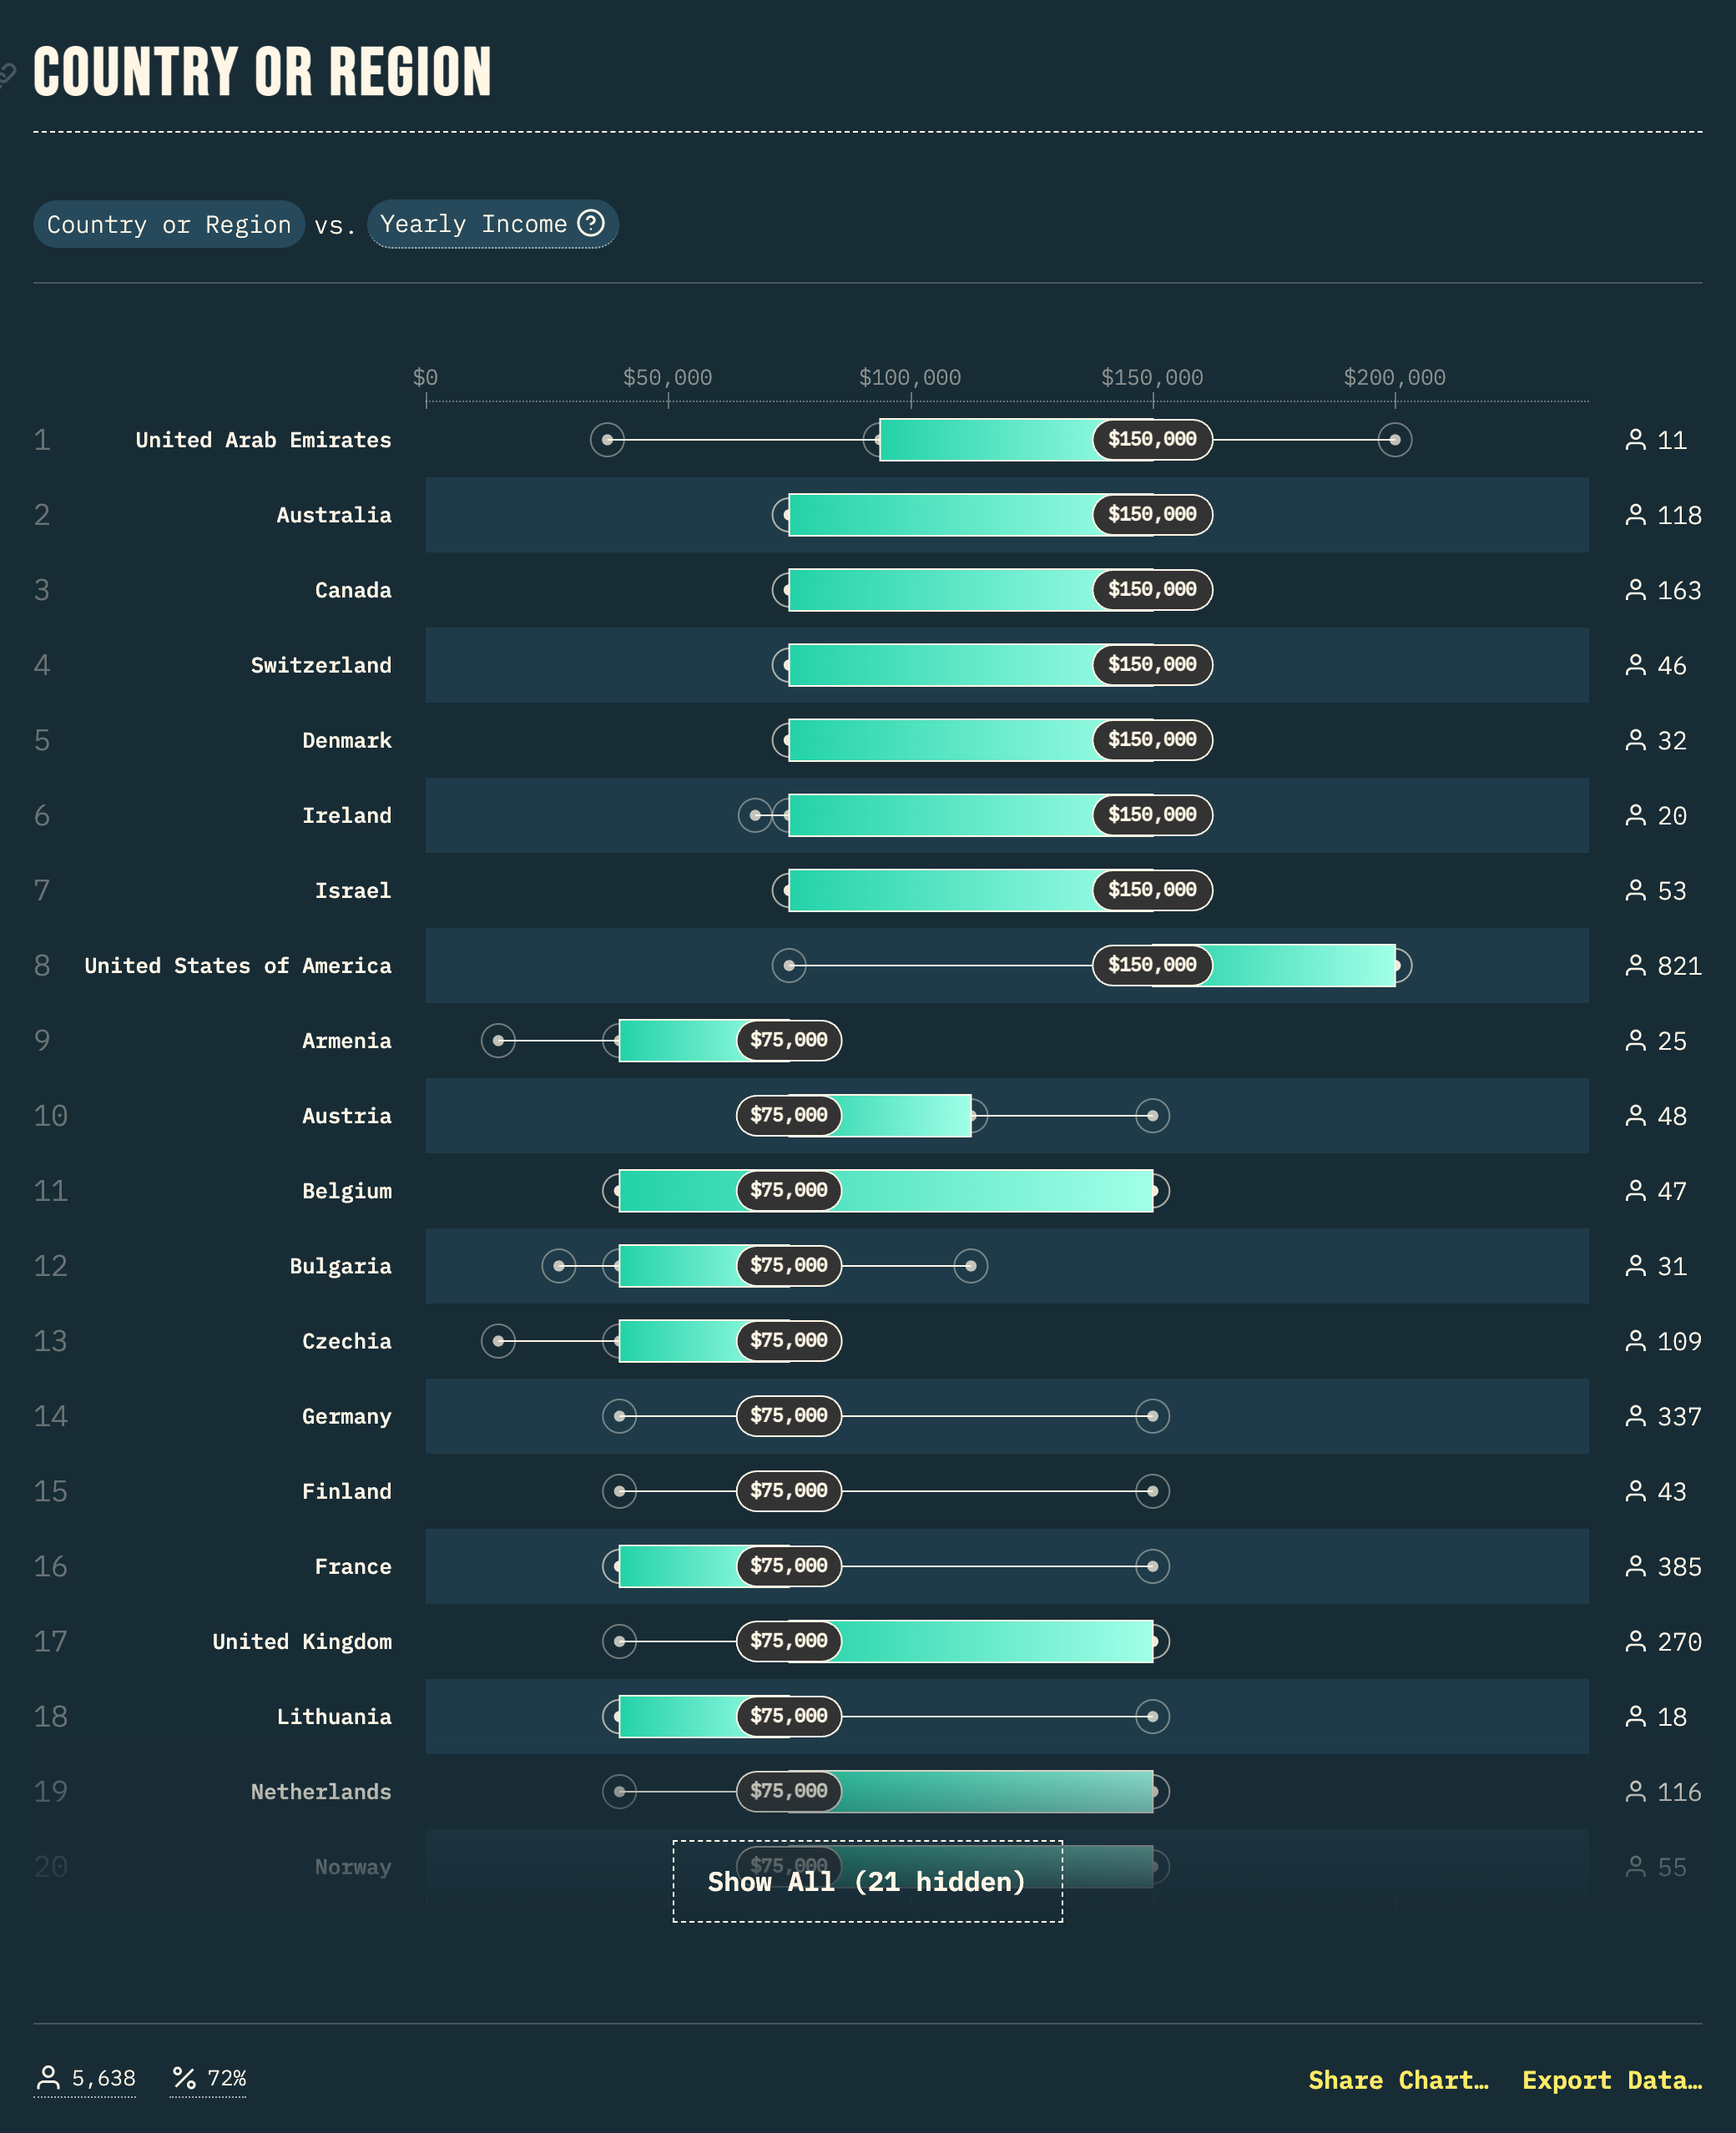 COUNTRY OR REGION
Country or Region vs. Yearly Income ?
$0 $50,000 $100,000 $150,000 $200,000
1 United Arab Emirates $150,000 11
2 Australia $150,000 118
3 Canada $150,000 163
4 Switzerland $150,000 46
5 Denmark $150,000 32
6 Ireland $150,000 20
7 Israel $150,000 53
8 United States of America $150,000 821
9 Armenia $75,000 25
10 Austria $75,000 48
11 Belgium $75,000 47
12 Bulgaria $75,000 31
13 Czechia $75,000 109
14 Germany $75,000 337
15 Finland $75,000 43
16 France $75,000 385
17 United Kingdom $75,000 270
18 Lithuania $75,000 18
19 Netherlands $75,000 116
20 Norway $75,000 55
Show All (21 hidden)
5,638 % 72% Share Chart… Export Data…